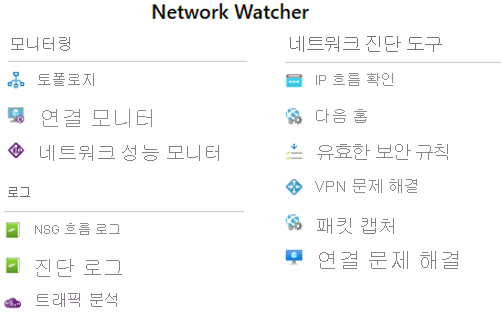 Network Watcher
모니터링
토폴로지
연결 모니터
네트워크 성능 모니터
로그
NSG 흐름 로그
진단 로그
트래픽 분석
네트워크 진단 도구
IP 흐름 확인
다음 홉
유효한 보안 규칙
VPN 문제 해결
패킷 캡처
연결 문제 해결